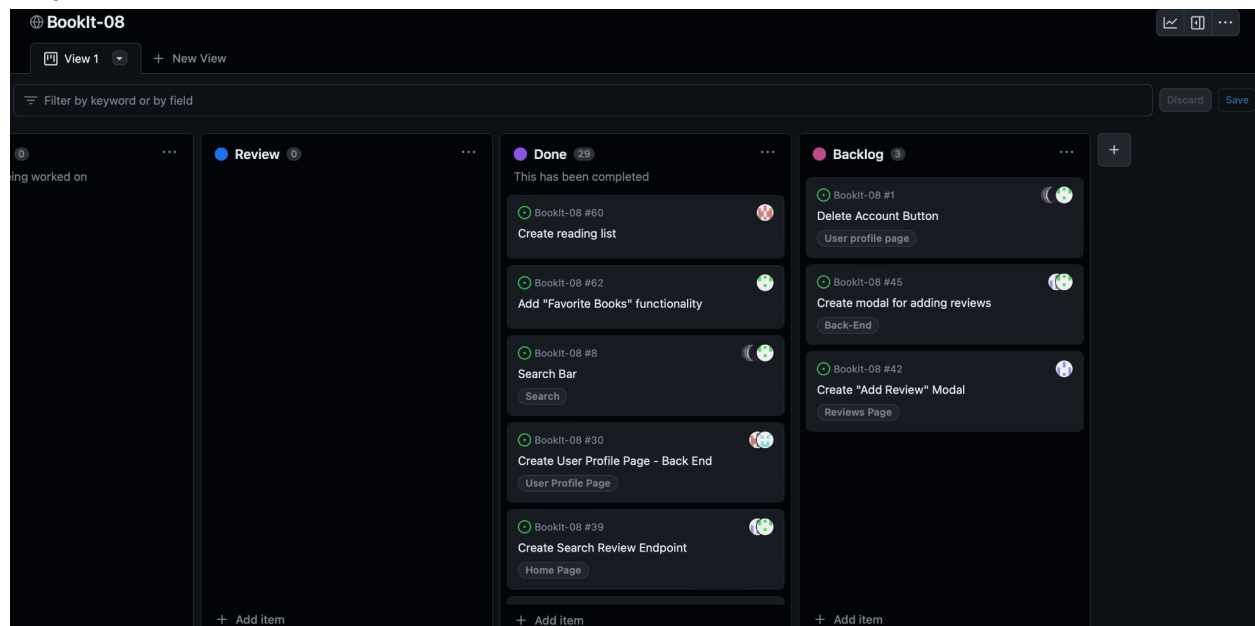 BookIt-08
View 1
+ New View
Filter by keyword or by field
Discard
Save
0
ing worked on
Review 0
Done 29
This has been completed
BookIt-08 #60
Create reading list
BookIt-08 #62
Add "Favorite Books" functionality
BookIt-08 #8
Search Bar
Search
BookIt-08 #30
Create User Profile Page - Back End
User Profile Page
BookIt-08 #39
Create Search Review Endpoint
Home Page
Backlog 3
BookIt-08 #1
Delete Account Button
User profile page
BookIt-08 #45
Create modal for adding reviews
Back-End
BookIt-08 #42
Create "Add Review" Modal
Reviews Page
+ Add item
+ Add item
+ Add item